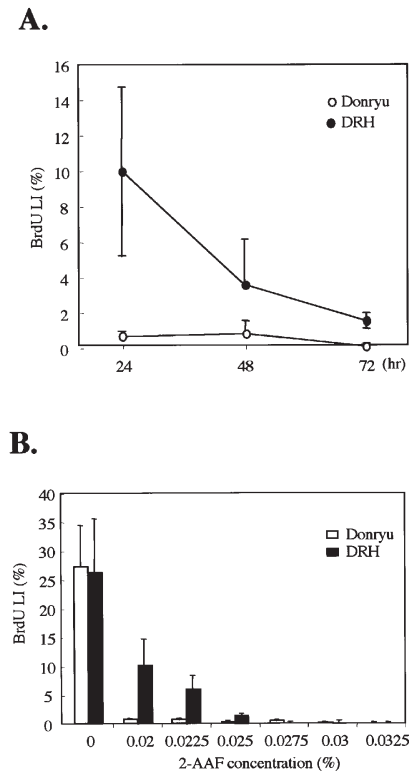 A.
16
14
12
10
8
6
4
2
0
BrdU LI (%)
Donryu
DRH
24 48 72 (hr)
B.
40
35
30
25
20
15
10
5
0
BrdU LI (%)
Donryu
DRH
0 0.02 0.0225 0.025 0.0275 0.03 0.0325
2-AAF concentration (%)